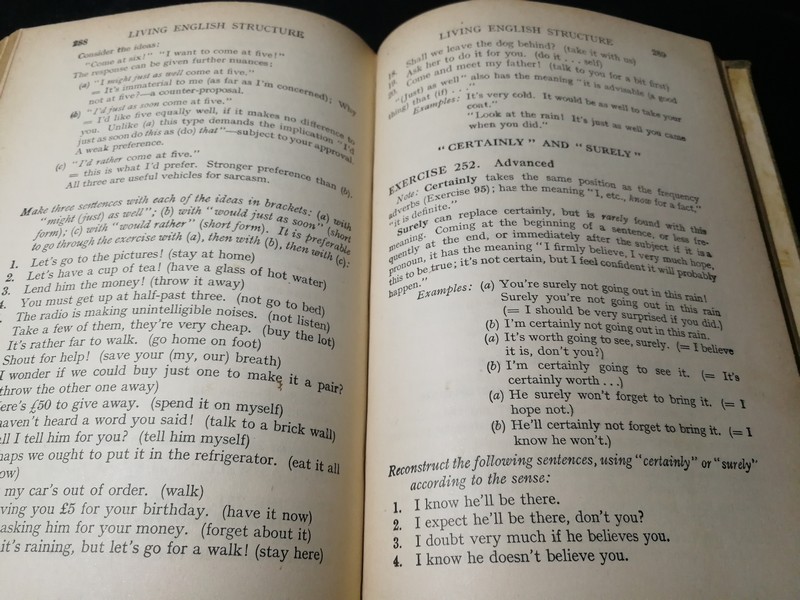 288
LIVING ENGLISH STRUCTURE
Consider the ideas:
"Come at six!" "I want to come at five!"
The response can be given further nuances:
(a) "I might just as well come at five."
= It's immaterial to me (as far as I'm concerned); Why
not at five?—a counter-proposal.
(b) "I'd just as soon come at five."
= I'd like five equally well, if it makes no difference to
you. Unlike (a) this type demands the implication "I'd
just as soon do this as (do) that"—subject to your approval.
A weak preference.
(c) "I'd rather come at five."
= this is what I'd prefer. Stronger preference than (b).
All three are useful vehicles for sarcasm.
Make three sentences with each of the ideas in brackets: (a) with
"might (just) as well"; (b) with "would just as soon" (short
form); (c) with "would rather" (short form). It is preferable
to go through the exercise with (a), then with (b), then with (c):
1. Let's go to the pictures! (stay at home)
2. Let's have a cup of tea! (have a glass of hot water)
3. Lend him the money! (throw it away)
4. You must get up at half-past three. (not go to bed)
The radio is making unintelligible noises. (not listen)
Take a few of them, they're very cheap. (buy the lot)
It's rather far to walk. (go home on foot)
Shout for help! (save your (my, our) breath)
I wonder if we could buy just one to make it a pair?
throw the other one away)
ere's £50 to give away. (spend it on myself)
aven't heard a word you said! (talk to a brick wall)
ll I tell him for you? (tell him myself)
haps we ought to put it in the refrigerator. (eat it all
ow)
my car's out of order. (walk)
ving you £5 for your birthday. (have it now)
asking him for your money. (forget about it)
it's raining, but let's go for a walk! (stay here)
LIVING ENGLISH STRUCTURE
289
18. Shall we leave the dog behind? (take it with us)
19. Ask her to do it for you. (do it . . . self)
20. Come and meet my father! (talk to you for a bit first)
"(Just) as well" also has the meaning "it is advisable (a good
thing) that (if) . . ."
Examples: It's very cold. It would be as well to take your
coat."
"Look at the rain! It's just as well you came
when you did."
"CERTAINLY" AND "SURELY"
EXERCISE 252. Advanced
Note: Certainly takes the same position as the frequency
adverbs (Exercise 95); has the meaning "I, etc., know for a fact,"
"it is definite."
Surely can replace certainly, but is rarely found with this
meaning. Coming at the beginning of a sentence, or less fre-
quently at the end, or immediately after the subject if it is a
pronoun, it has the meaning "I firmly believe, I very much hope,
this to be true; it's not certain, but I feel confident it will probably
happen."
Examples: (a) You're surely not going out in this rain!
Surely you're not going out in this rain
(= I should be very surprised if you did.)
(b) I'm certainly not going out in this rain.
(a) It's worth going to see, surely. (= I believe
it is, don't you?)
(b) I'm certainly going to see it. (= It's
certainly worth . . .)
(a) He surely won't forget to bring it. (= I
hope not.)
(b) He'll certainly not forget to bring it. (= I
know he won't.)
Reconstruct the following sentences, using "certainly" or "surely"
according to the sense:
1. I know he'll be there.
2. I expect he'll be there, don't you?
3. I doubt very much if he believes you.
4. I know he doesn't believe you.